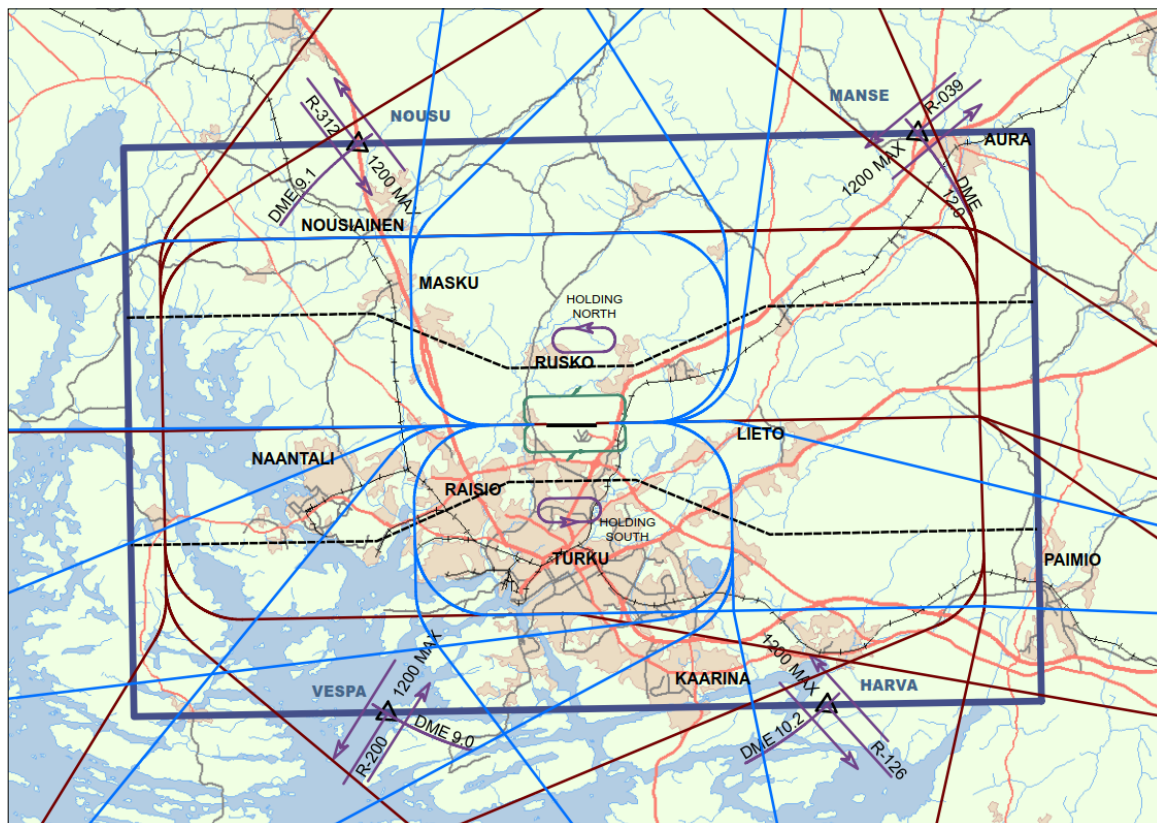 MANSE
R-039
NOUSU
R-312
1200 MAX
AURA
1200 MAX
DME 9.1
DME
12.0
NOUSIAINEN
MASKU
HOLDING
NORTH
RUSKO
LIETO
NAANTALI
RAISIO
HOLDING
SOUTH
TURKU
PAIMIO
1200 MAX
1200 MAX
KAARINA
VESPA
HARVA
DME 9.0
DME 10.2
R-200
R-126